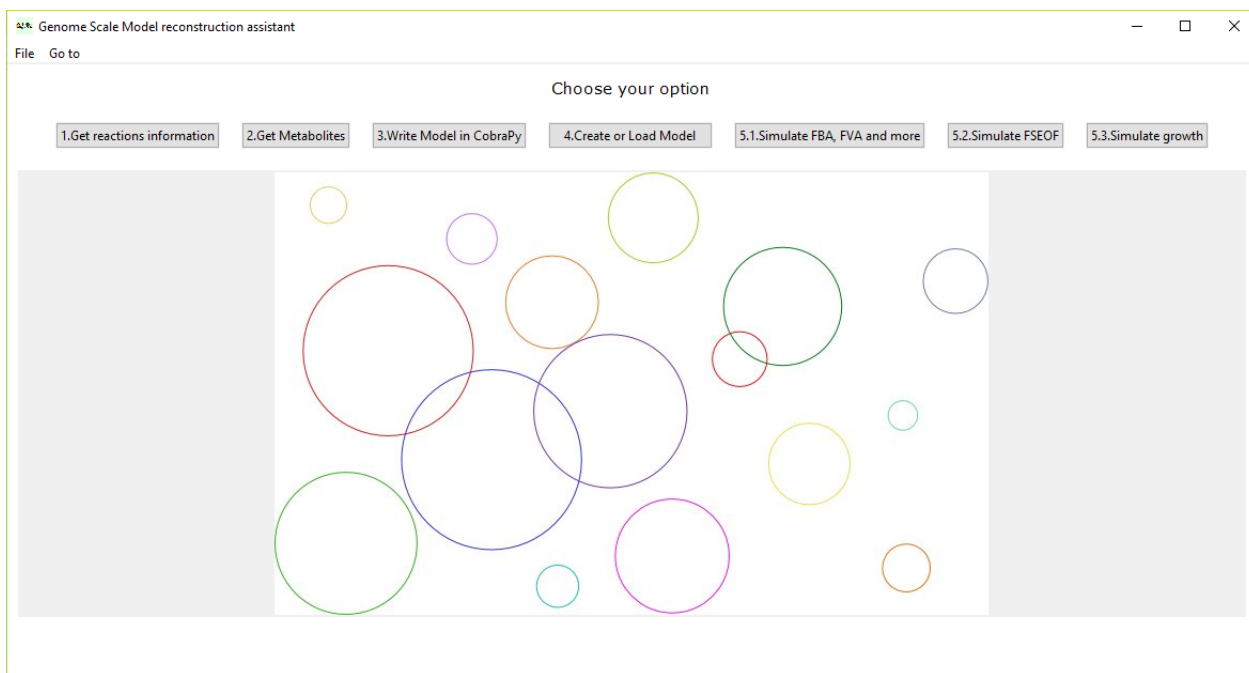 Genome Scale Model reconstruction assistant
File Go to
Choose your option
1.Get reactions information 2.Get Metabolites 3.Write Model in CobraPy 4.Create or Load Model 5.1.Simulate FBA, FVA and more 5.2.Simulate FSEOF 5.3.Simulate growth